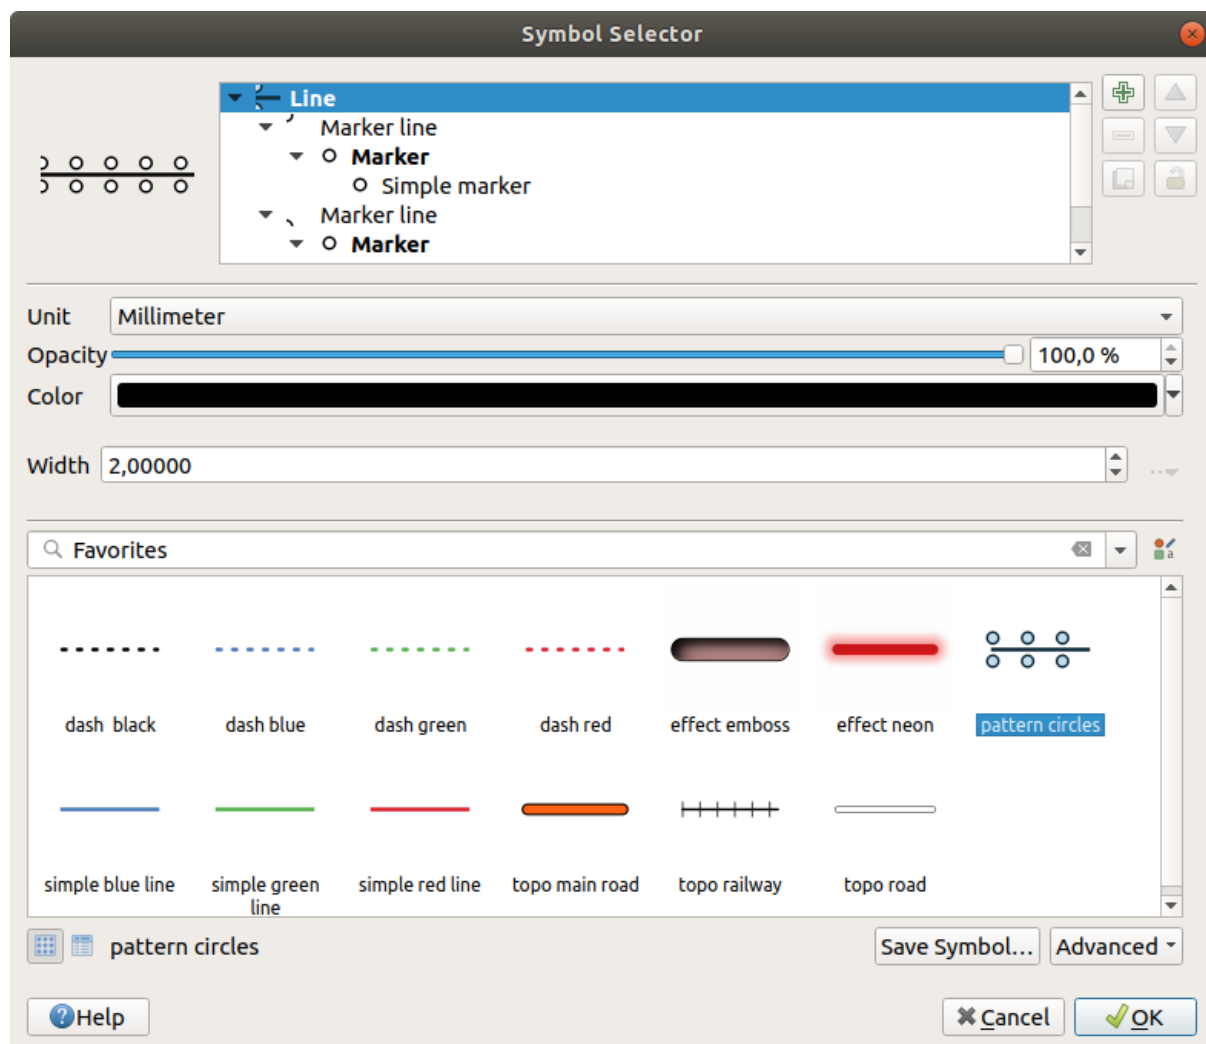 Symbol Selector
Line
Marker line
Marker
Simple marker
Marker line
Marker
Unit Millimeter
Opacity 100,0 %
Color
Width 2,00000
Favorites
dash  black dash blue dash green dash red effect emboss effect neon pattern circles
simple blue line simple green simple red line topo main road topo railway topo road
line
pattern circles Save Symbol... Advanced
Help Cancel OK